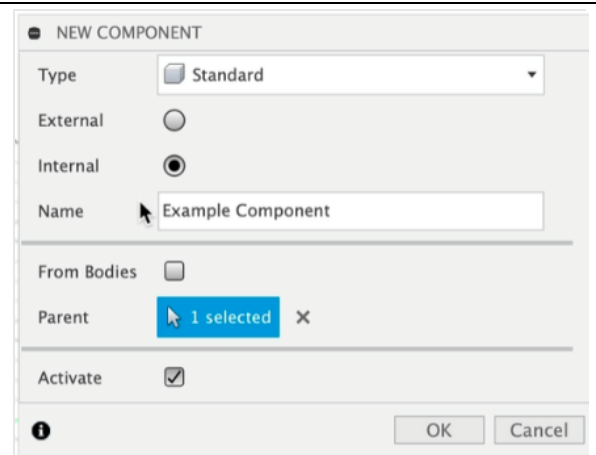 NEW COMPONENT
Type Standard
External
Internal
Name Example Component
From Bodies
Parent 1 selected
Activate
OK Cancel